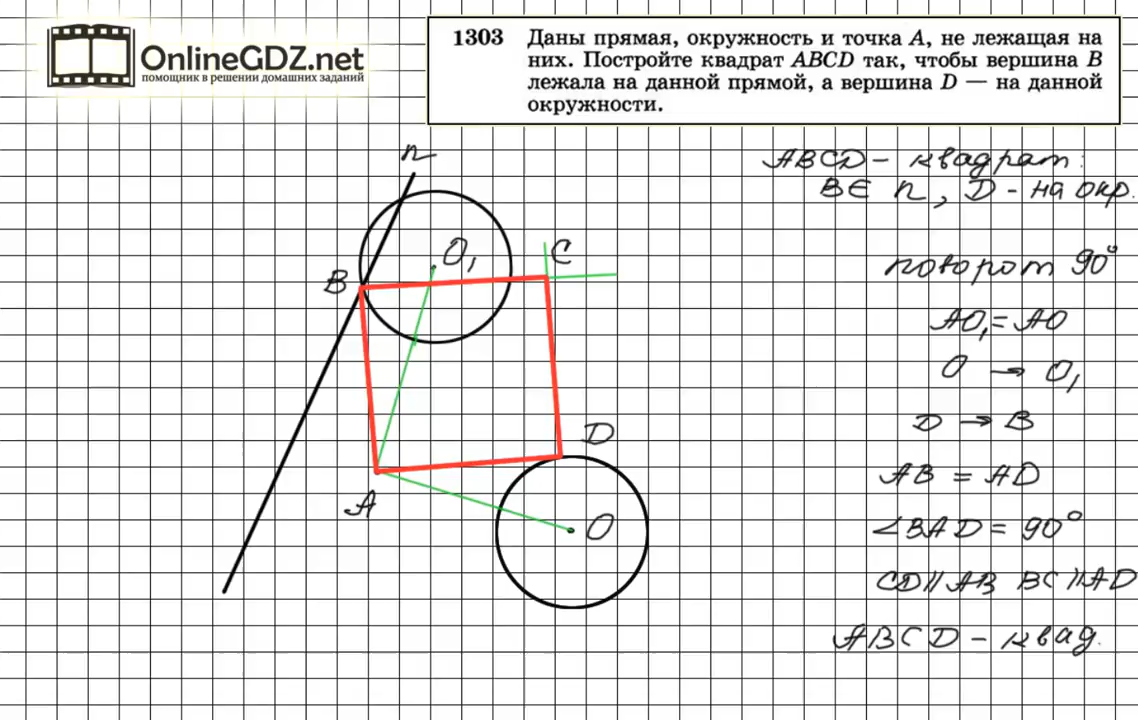 OnlineGDZ.net
помощник в решении домашних заданий
1303 Даны прямая, окружность и точка A, не лежащая на
них. Постройте квадрат ABCD так, чтобы вершина B
лежала на данной прямой, а вершина D — на данной
окружности.
ABCD - квадрат:
B∈ n, D - на окр.
поворот 90°
AO₁ = AO
O → O₁
D → B
AB = AD
∠BAD = 90°
CD∥AB BC∥AD
ABCD - квад.
n
O₁
C
B
D
A
O